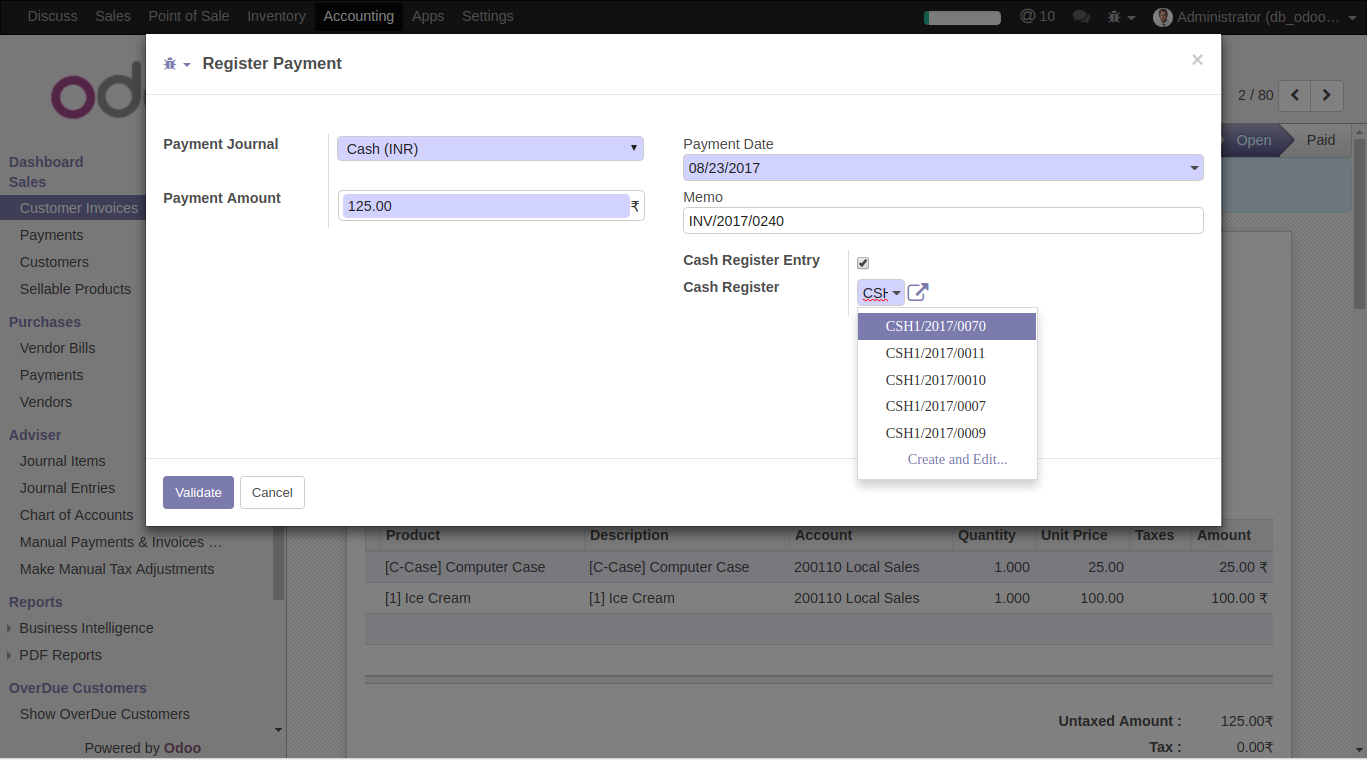 Discuss Sales Point of Sale Inventory Accounting Apps Settings @ 10 Administrator (db_odoo…
Register Payment ×
2 / 80
Open Paid
Payment Journal Cash (INR)
Payment Amount 125.00 ₹
Payment Date
08/23/2017
Memo
INV/2017/0240
Cash Register Entry
Cash Register CSH
CSH1/2017/0070
CSH1/2017/0011
CSH1/2017/0010
CSH1/2017/0007
CSH1/2017/0009
Create and Edit...
Validate Cancel
Dashboard
Sales
Customer Invoices
Payments
Customers
Sellable Products
Purchases
Vendor Bills
Payments
Vendors
Adviser
Journal Items
Journal Entries
Chart of Accounts
Manual Payments & Invoices …
Make Manual Tax Adjustments
Reports
Business Intelligence
PDF Reports
OverDue Customers
Show OverDue Customers
Powered by Odoo
Product Description Account Quantity Unit Price Taxes Amount
[C-Case] Computer Case [C-Case] Computer Case 200110 Local Sales 1.000 25.00 25.00 ₹
[1] Ice Cream [1] Ice Cream 200110 Local Sales 1.000 100.00 100.00 ₹
Untaxed Amount : 125.00₹
Tax : 0.00₹